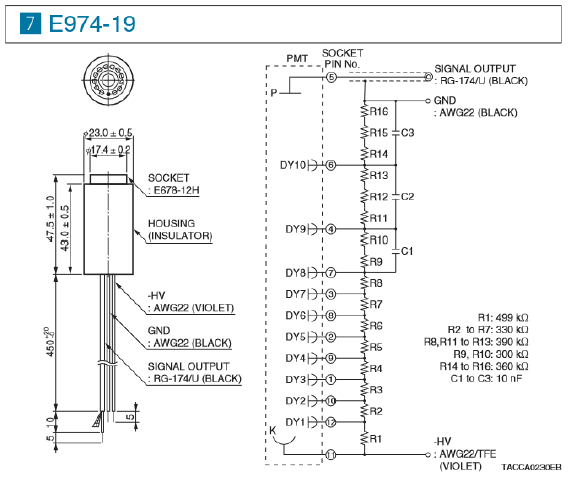 7 E974-19
PMT
SOCKET
PIN No.
P
5
SIGNAL OUTPUT
: RG-174/U (BLACK)
GND
: AWG22 (BLACK)
R16
R15
C3
R14
DY10
6
R13
R12
C2
R11
DY9
4
R10
C1
R9
DY8
7
R8
DY7
3
R7
DY6
8
R6
DY5
2
R5
DY4
9
R4
DY3
1
R3
DY2
10
R2
DY1
12
K
R1
11
-HV
: AWG22/TFE
(VIOLET)
R1: 499 kΩ
R2 to R7: 330 kΩ
R8,R11 to R13: 390 kΩ
R9, R10: 300 kΩ
R14 to R16: 360 kΩ
C1 to C3: 10 nF
TACCA0230EB
φ23.0 ± 0.5
φ17.4 ± 0.2
SOCKET
: E678-12H
47.5 ± 1.0
43.0 ± 0.5
HOUSING
(INSULATOR)
-HV
: AWG22 (VIOLET)
GND
: AWG22 (BLACK)
SIGNAL OUTPUT
: RG-174/U (BLACK)
450
10
5
5